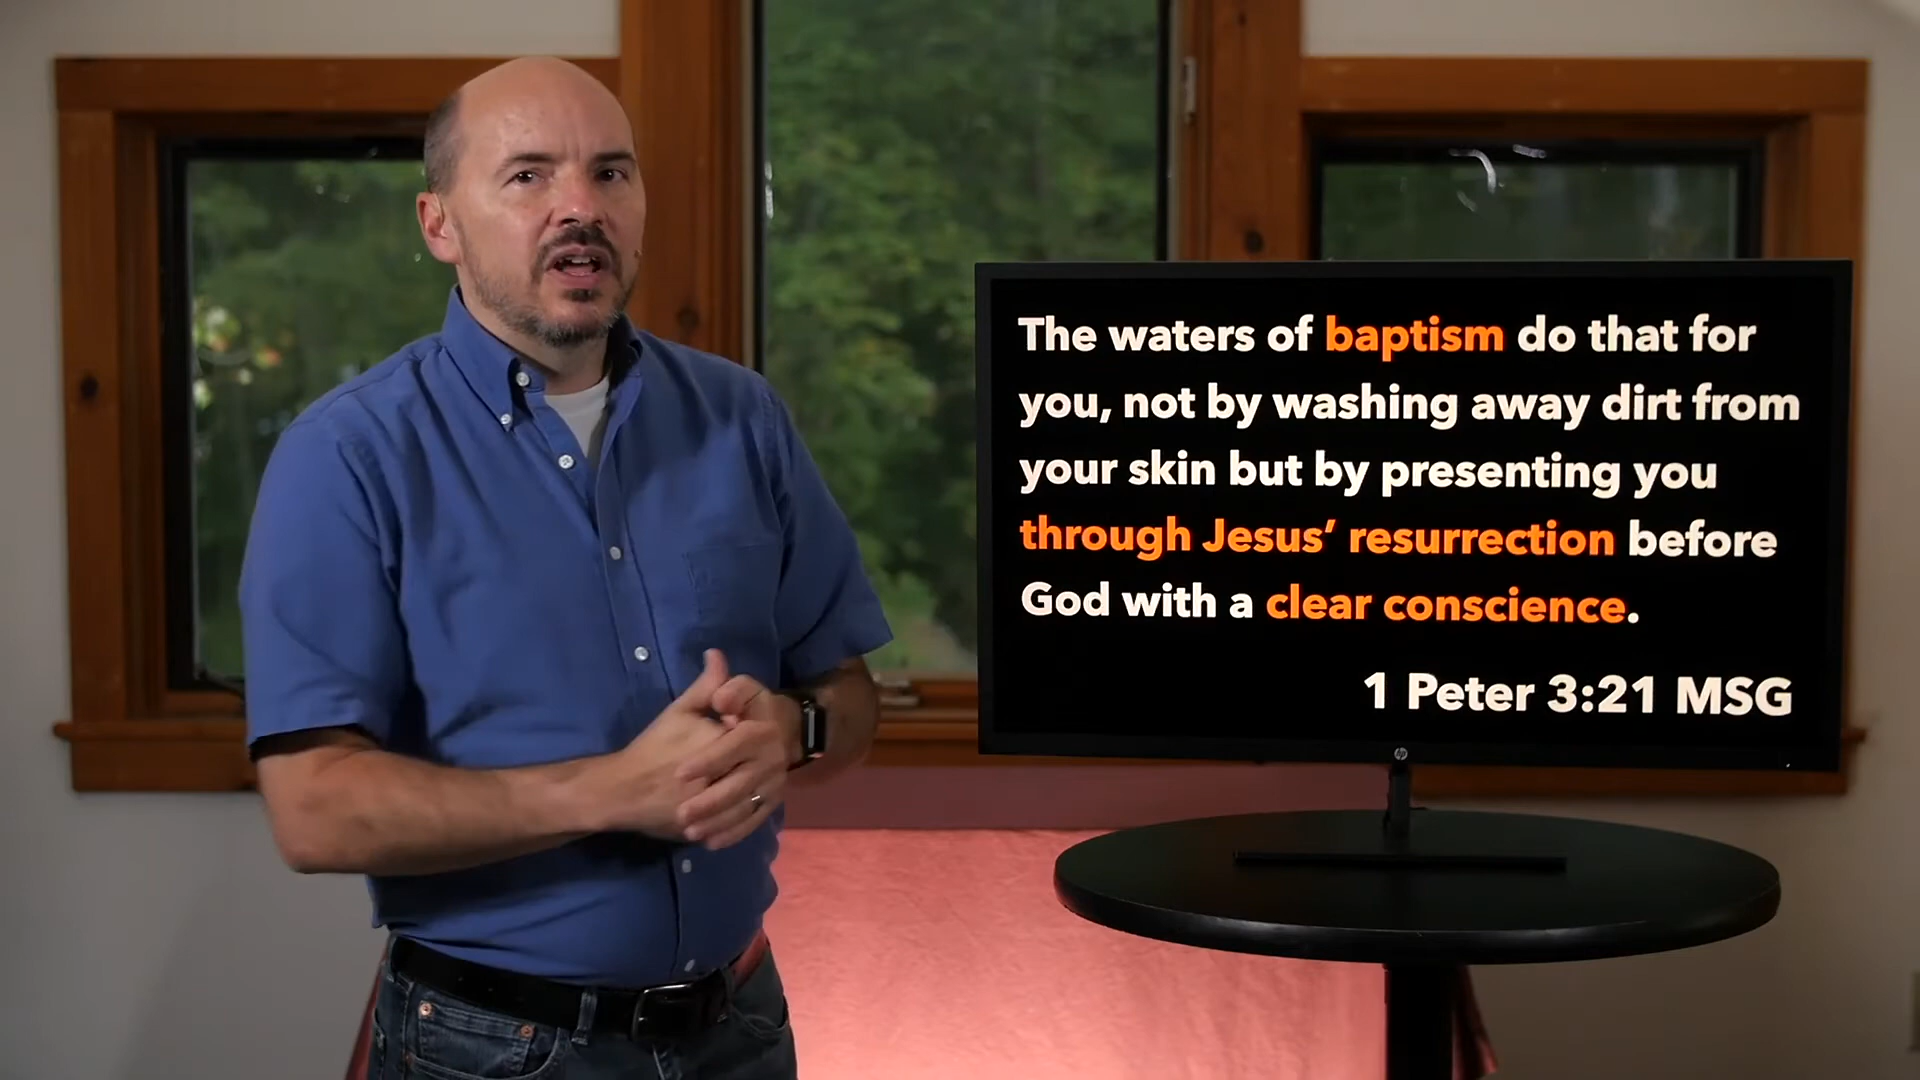 The waters of baptism do that for
you, not by washing away dirt from
your skin but by presenting you
through Jesus’ resurrection before
God with a clear conscience.
1 Peter 3:21 MSG
hp